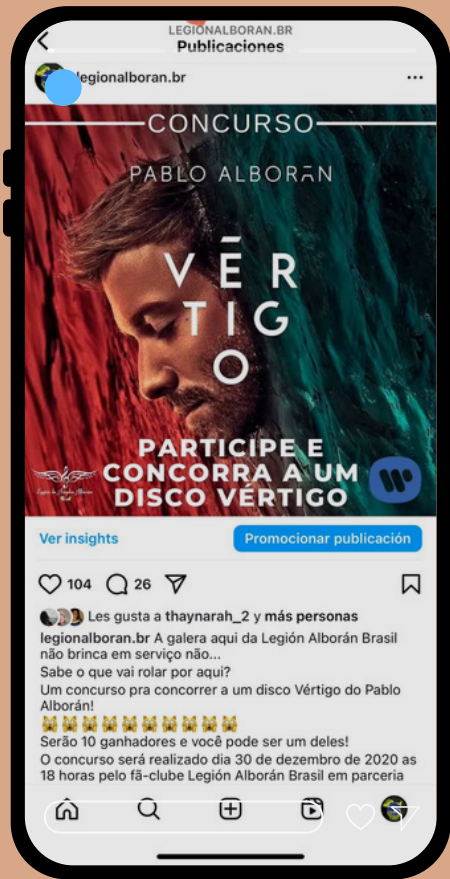 LEGIONALBORAN.BR
Publicaciones
legionalboran.br
CONCURSO
PABLO ALBORĀN
VĒR
TIG
O
PARTICIPE E
CONCORRA A UM
DISCO VÉRTIGO
Ver insights
Promocionar publicación
104 26
Les gusta a thaynarah_2 y más personas
legionalboran.br A galera aqui da Legión Alborán Brasil
não brinca em serviço não...
Sabe o que vai rolar por aqui?
Um concurso pra concorrer a um disco Vértigo do Pablo
Alborán!
🙀🙀🙀🙀🙀🙀🙀🙀🙀🙀
Serão 10 ganhadores e você pode ser um deles!
O concurso será realizado dia 30 de dezembro de 2020 as
18 horas pelo fã-clube Legión Alborán Brasil em parceria